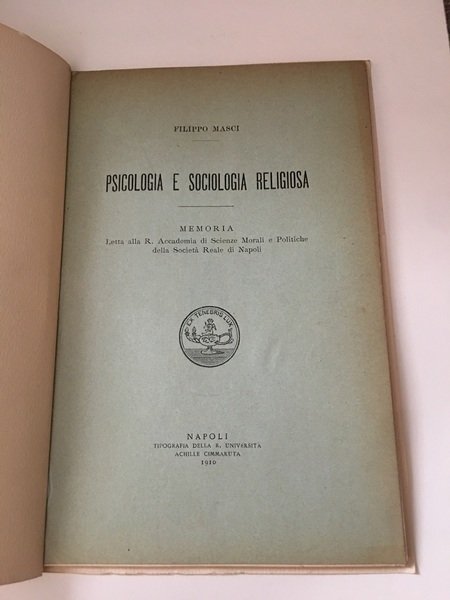 FILIPPO MASCI
PSICOLOGIA E SOCIOLOGIA RELIGIOSA
MEMORIA
Letta alla R. Accademia di Scienze Morali e Politiche
della Società Reale di Napoli
EX TENEBRIS LUX
NAPOLI
TIPOGRAFIA DELLA R. UNIVERSITÀ
ACHILLE CIMMARUTA
1910